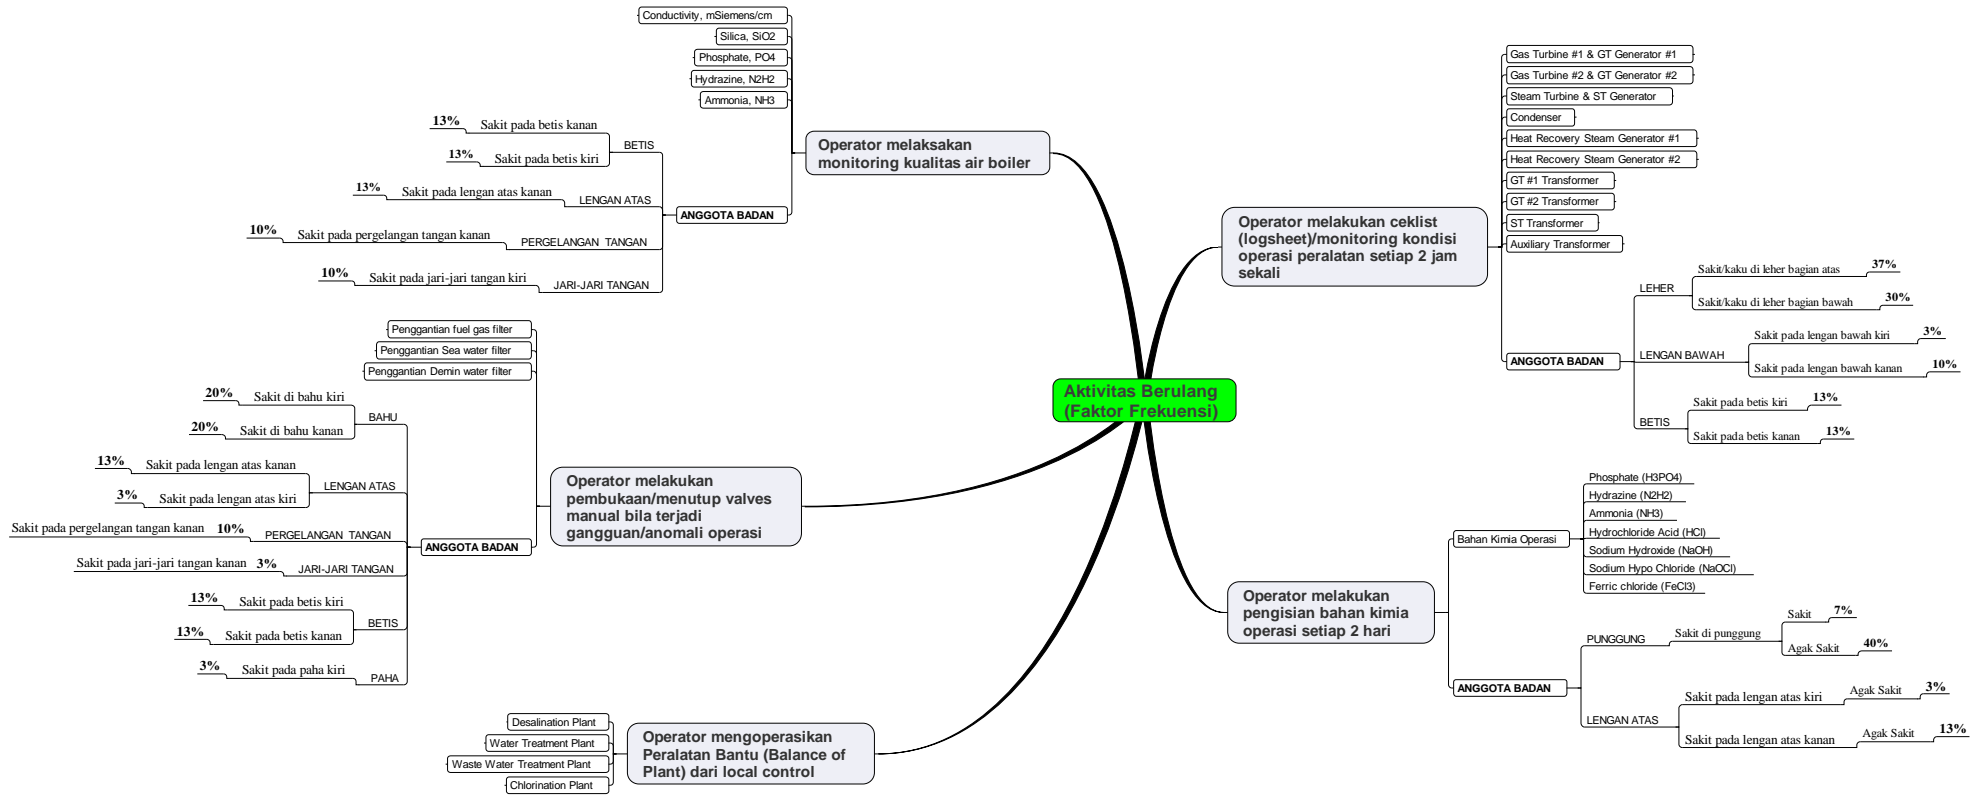 Aktivitas Berulang
(Faktor Frekuensi)
Operator melaksakan
monitoring kualitas air boiler
Conductivity, mSiemens/cm
Silica, SiO2
Phosphate, PO4
Hydrazine, N2H2
Ammonia, NH3
ANGGOTA BADAN
BETIS
Sakit pada betis kanan
13%
Sakit pada betis kiri
13%
LENGAN ATAS
Sakit pada lengan atas kanan
13%
PERGELANGAN TANGAN
Sakit pada pergelangan tangan kanan
10%
JARI-JARI TANGAN
Sakit pada jari-jari tangan kiri
10%
Operator melakukan
pembukaan/menutup valves
manual bila terjadi
gangguan/anomali operasi
Penggantian fuel gas filter
Penggantian Sea water filter
Penggantian Demin water filter
ANGGOTA BADAN
BAHU
Sakit di bahu kiri
20%
Sakit di bahu kanan
20%
LENGAN ATAS
Sakit pada lengan atas kanan
13%
Sakit pada lengan atas kiri
3%
PERGELANGAN TANGAN
Sakit pada pergelangan tangan kanan
10%
JARI-JARI TANGAN
Sakit pada jari-jari tangan kanan
3%
BETIS
Sakit pada betis kiri
13%
Sakit pada betis kanan
13%
PAHA
Sakit pada paha kiri
3%
Operator mengoperasikan
Peralatan Bantu (Balance of
Plant) dari local control
Desalination Plant
Water Treatment Plant
Waste Water Treatment Plant
Chlorination Plant
Operator melakukan ceklist
(logsheet)/monitoring kondisi
operasi peralatan setiap 2 jam
sekali
Gas Turbine #1 & GT Generator #1
Gas Turbine #2 & GT Generator #2
Steam Turbine & ST Generator
Condenser
Heat Recovery Steam Generator #1
Heat Recovery Steam Generator #2
GT #1 Transformer
GT #2 Transformer
ST Transformer
Auxiliary Transformer
ANGGOTA BADAN
LEHER
Sakit/kaku di leher bagian atas
37%
Sakit/kaku di leher bagian bawah
30%
LENGAN BAWAH
Sakit pada lengan bawah kiri
3%
Sakit pada lengan bawah kanan
10%
BETIS
Sakit pada betis kiri
13%
Sakit pada betis kanan
13%
Operator melakukan
pengisian bahan kimia
operasi setiap 2 hari
Bahan Kimia Operasi
Phosphate (H3PO4)
Hydrazine (N2H2)
Ammonia (NH3)
Hydrochloride Acid (HCl)
Sodium Hydroxide (NaOH)
Sodium Hypo Chloride (NaOCl)
Ferric chloride (FeCl3)
ANGGOTA BADAN
PUNGGUNG
Sakit di punggung
Sakit
7%
Agak Sakit
40%
LENGAN ATAS
Sakit pada lengan atas kiri
Agak Sakit
3%
Sakit pada lengan atas kanan
Agak Sakit
13%